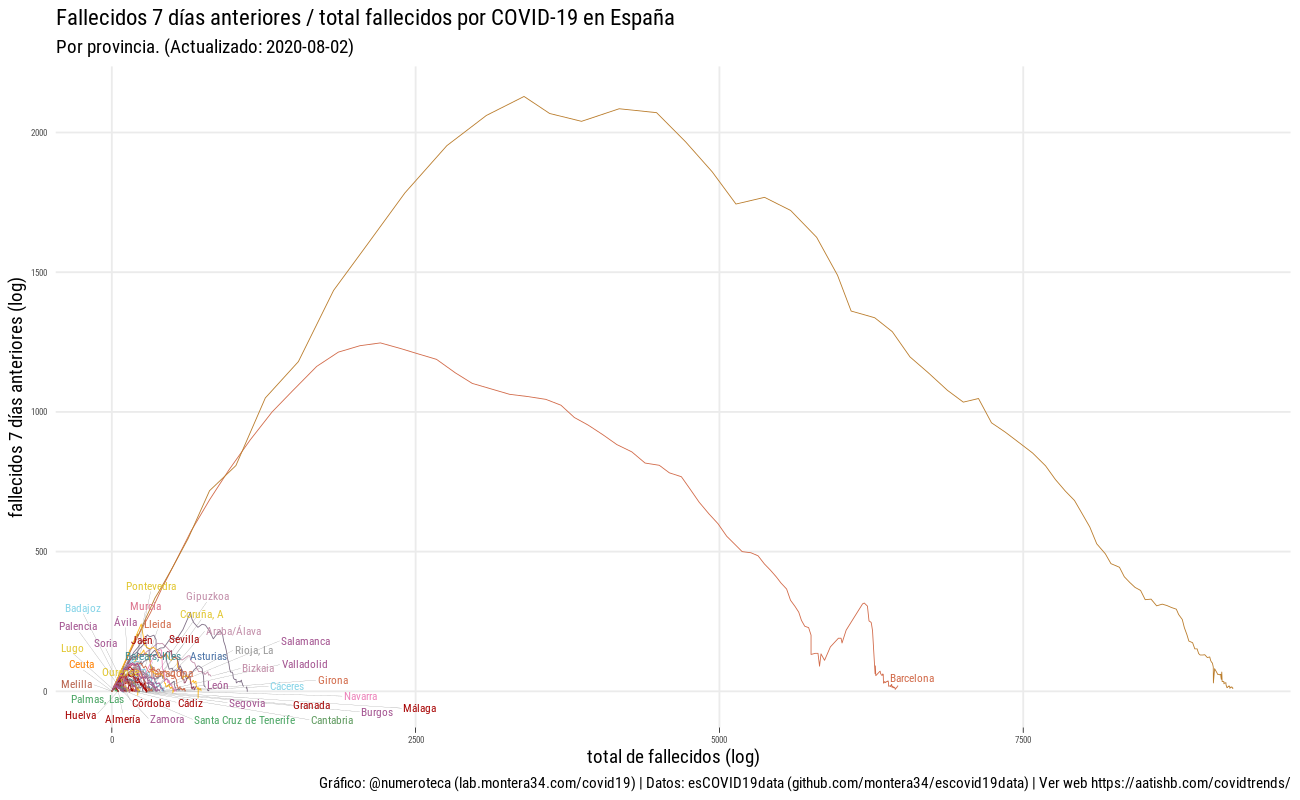 Fallecidos 7 días anteriores / total fallecidos por COVID-19 en España
Por provincia. (Actualizado: 2020-08-02)
fallecidos 7 días anteriores (log)
2000
1500
1000
500
0
Pontevedra
Gipuzkoa
Badajoz
Murcia
Coruña, A
Palencia
Ávila
Lleida
Araba/Álava
Soria
Jaén
Sevilla
Salamanca
Lugo
Rioja, La
Asturias
Ceuta
Bizkaia
Valladolid
Melilla
León
Cáceres
Girona
Barcelona
Palmas, Las
Córdoba
Cádiz
Segovia
Granada
Navarra
Málaga
Huelva
Almería
Zamora
Santa Cruz de Tenerife
Cantabria
Burgos
0
2500
5000
7500
total de fallecidos (log)
Gráfico: @numeroteca (lab.montera34.com/covid19) | Datos: esCOVID19data (github.com/montera34/escovid19data) | Ver web https://aatishb.com/covidtrends/